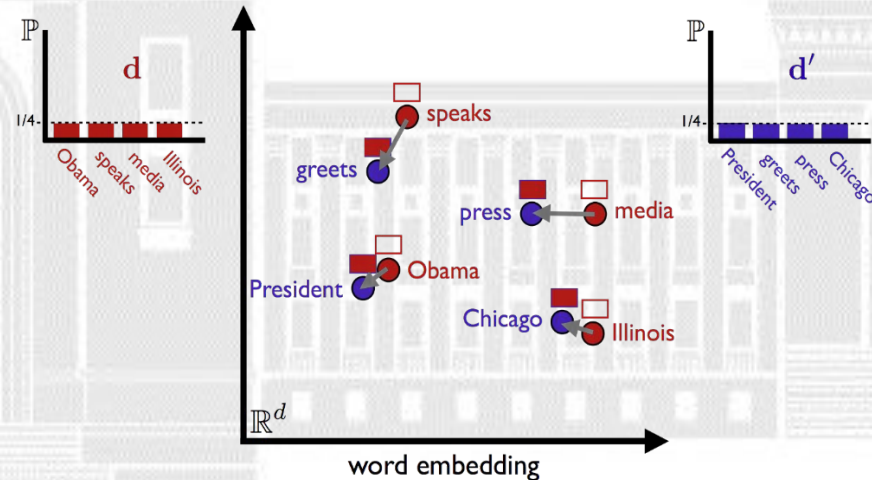 ℙ
d
1/4
Obama
speaks
media
Illinois
speaks
greets
press
media
Obama
President
Chicago
Illinois
ℝᵈ
word embedding
ℙ
d′
1/4
President
greets
press
Chicago